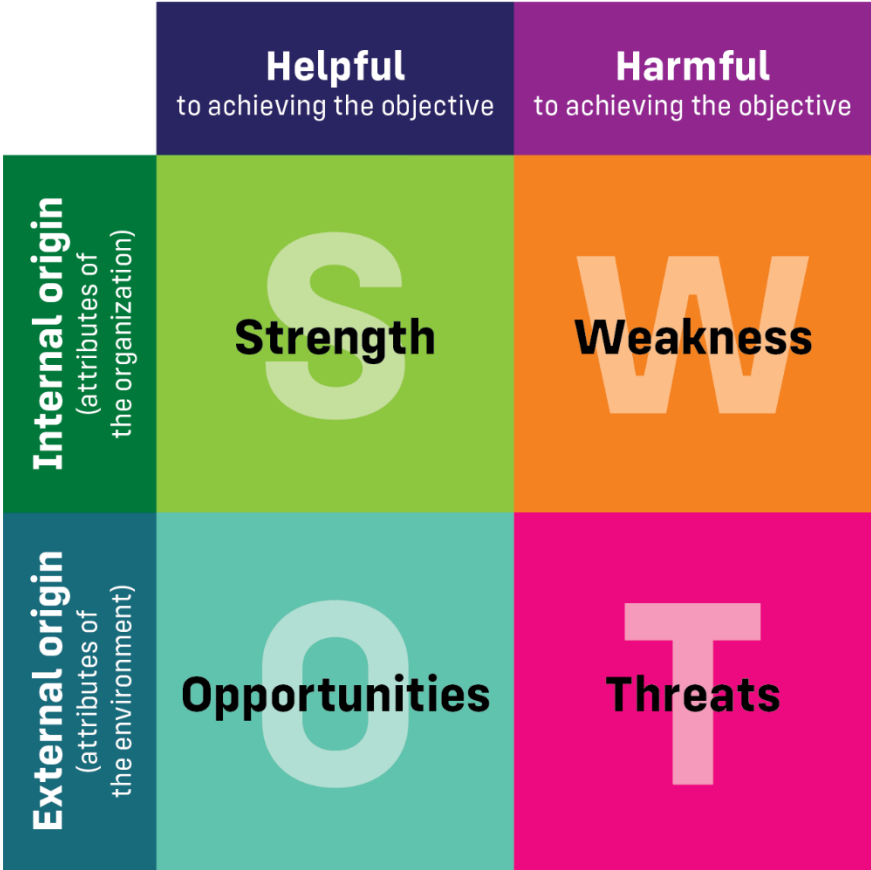 Helpful
to achieving the objective
Harmful
to achieving the objective
Internal origin
(attributes of
the organization)
S
Strength
W
Weakness
External origin
(attributes of
the environment)
O
Opportunities
T
Threats